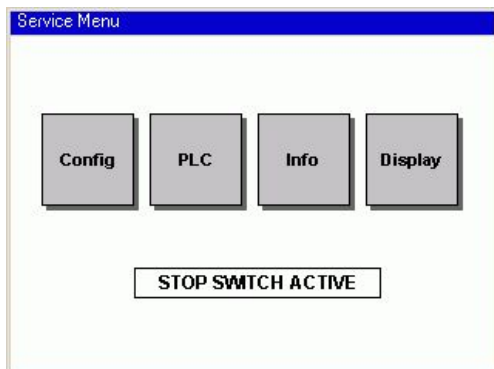 Service Menu
Config PLC Info Display
STOP SWITCH ACTIVE